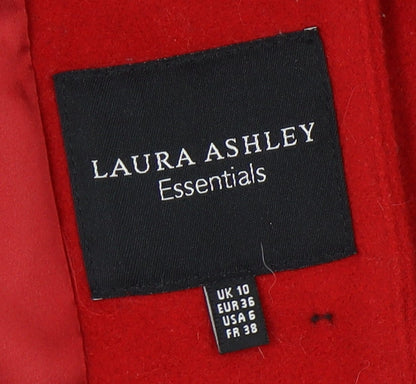 LAURA ASHLEY
Essentials
UK 10
EUR 36
USA 6
FR 38